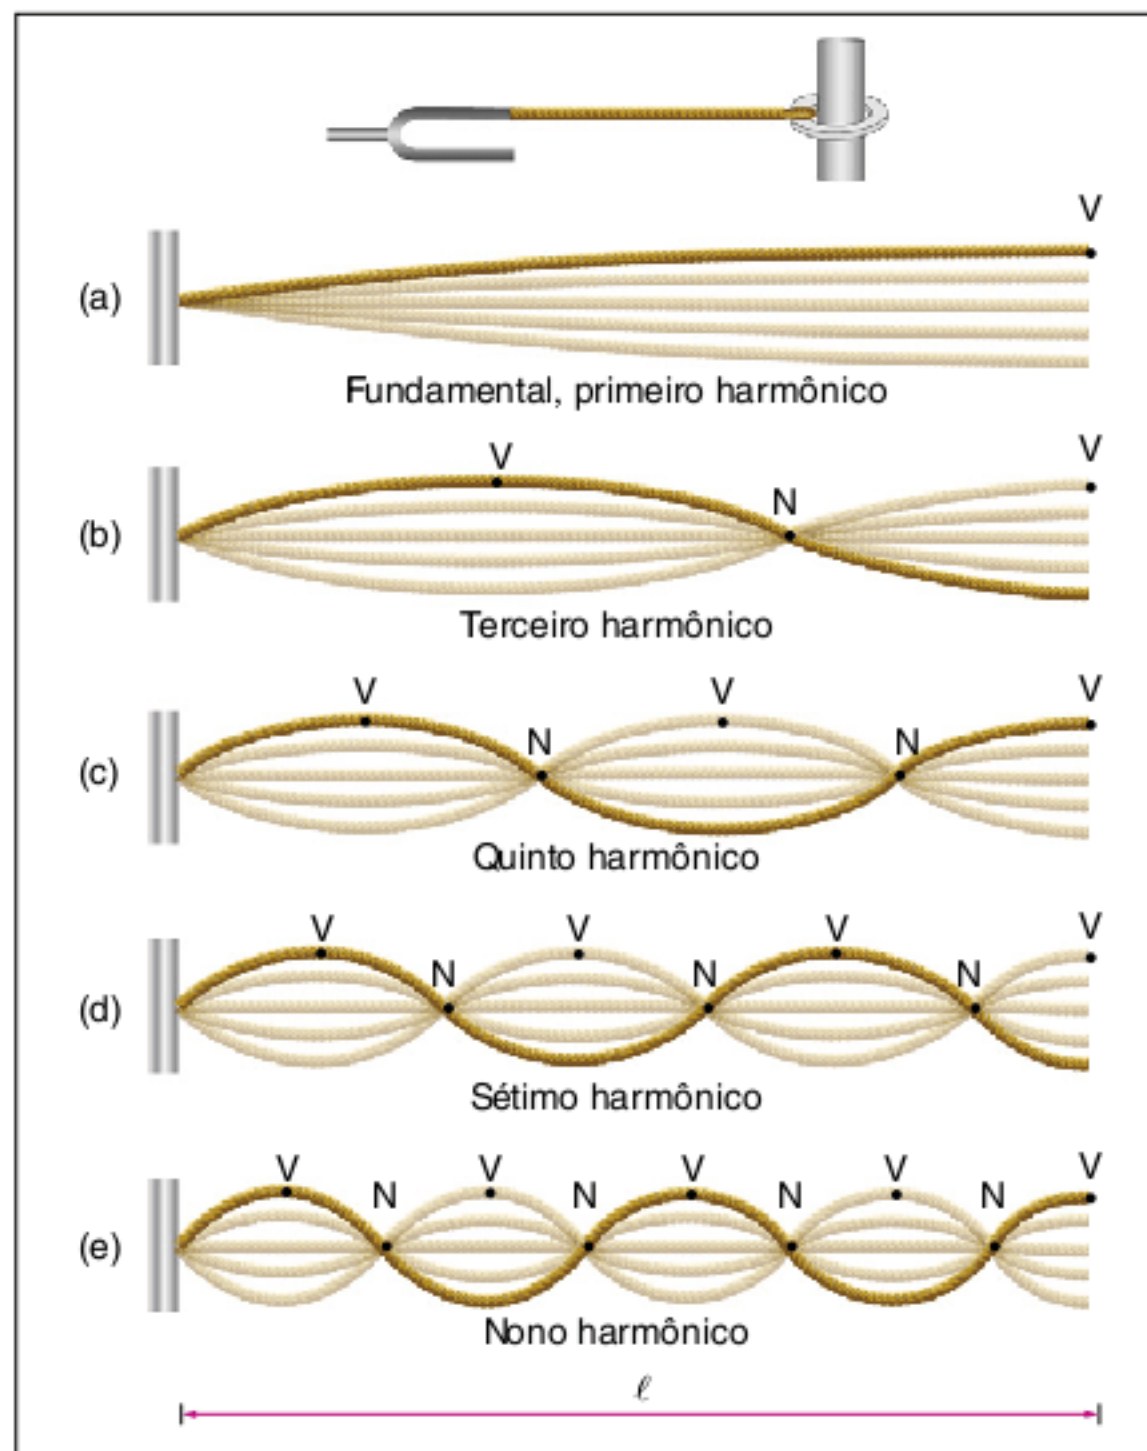 V
(a)
Fundamental, primeiro harmônico
V
V
N
(b)
Terceiro harmônico
V V V
N N
(c)
Quinto harmônico
V V V V
N N N
(d)
Sétimo harmônico
V V V V V
N N N N
(e)
Nono harmônico
ℓ